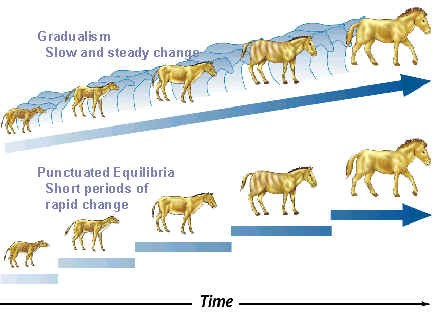 Gradualism
Slow and steady change
Punctuated Equilibria
Short periods of
rapid change
Time